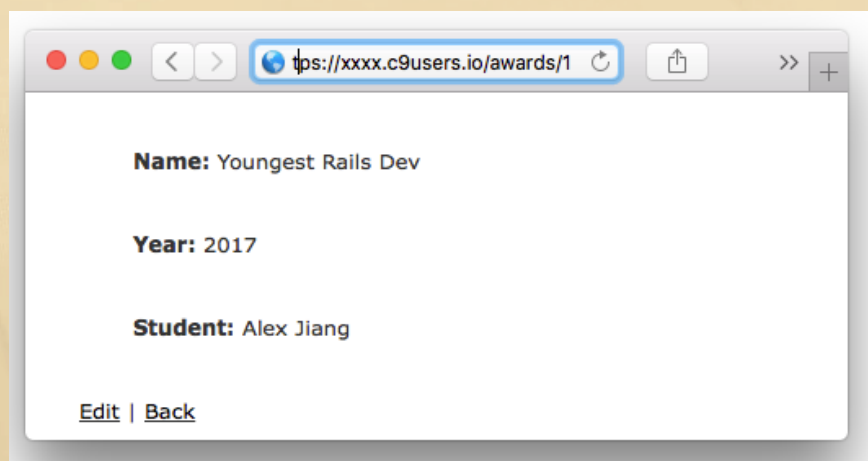 tps://xxxx.c9users.io/awards/1
Name: Youngest Rails Dev
Year: 2017
Student: Alex Jiang
Edit | Back